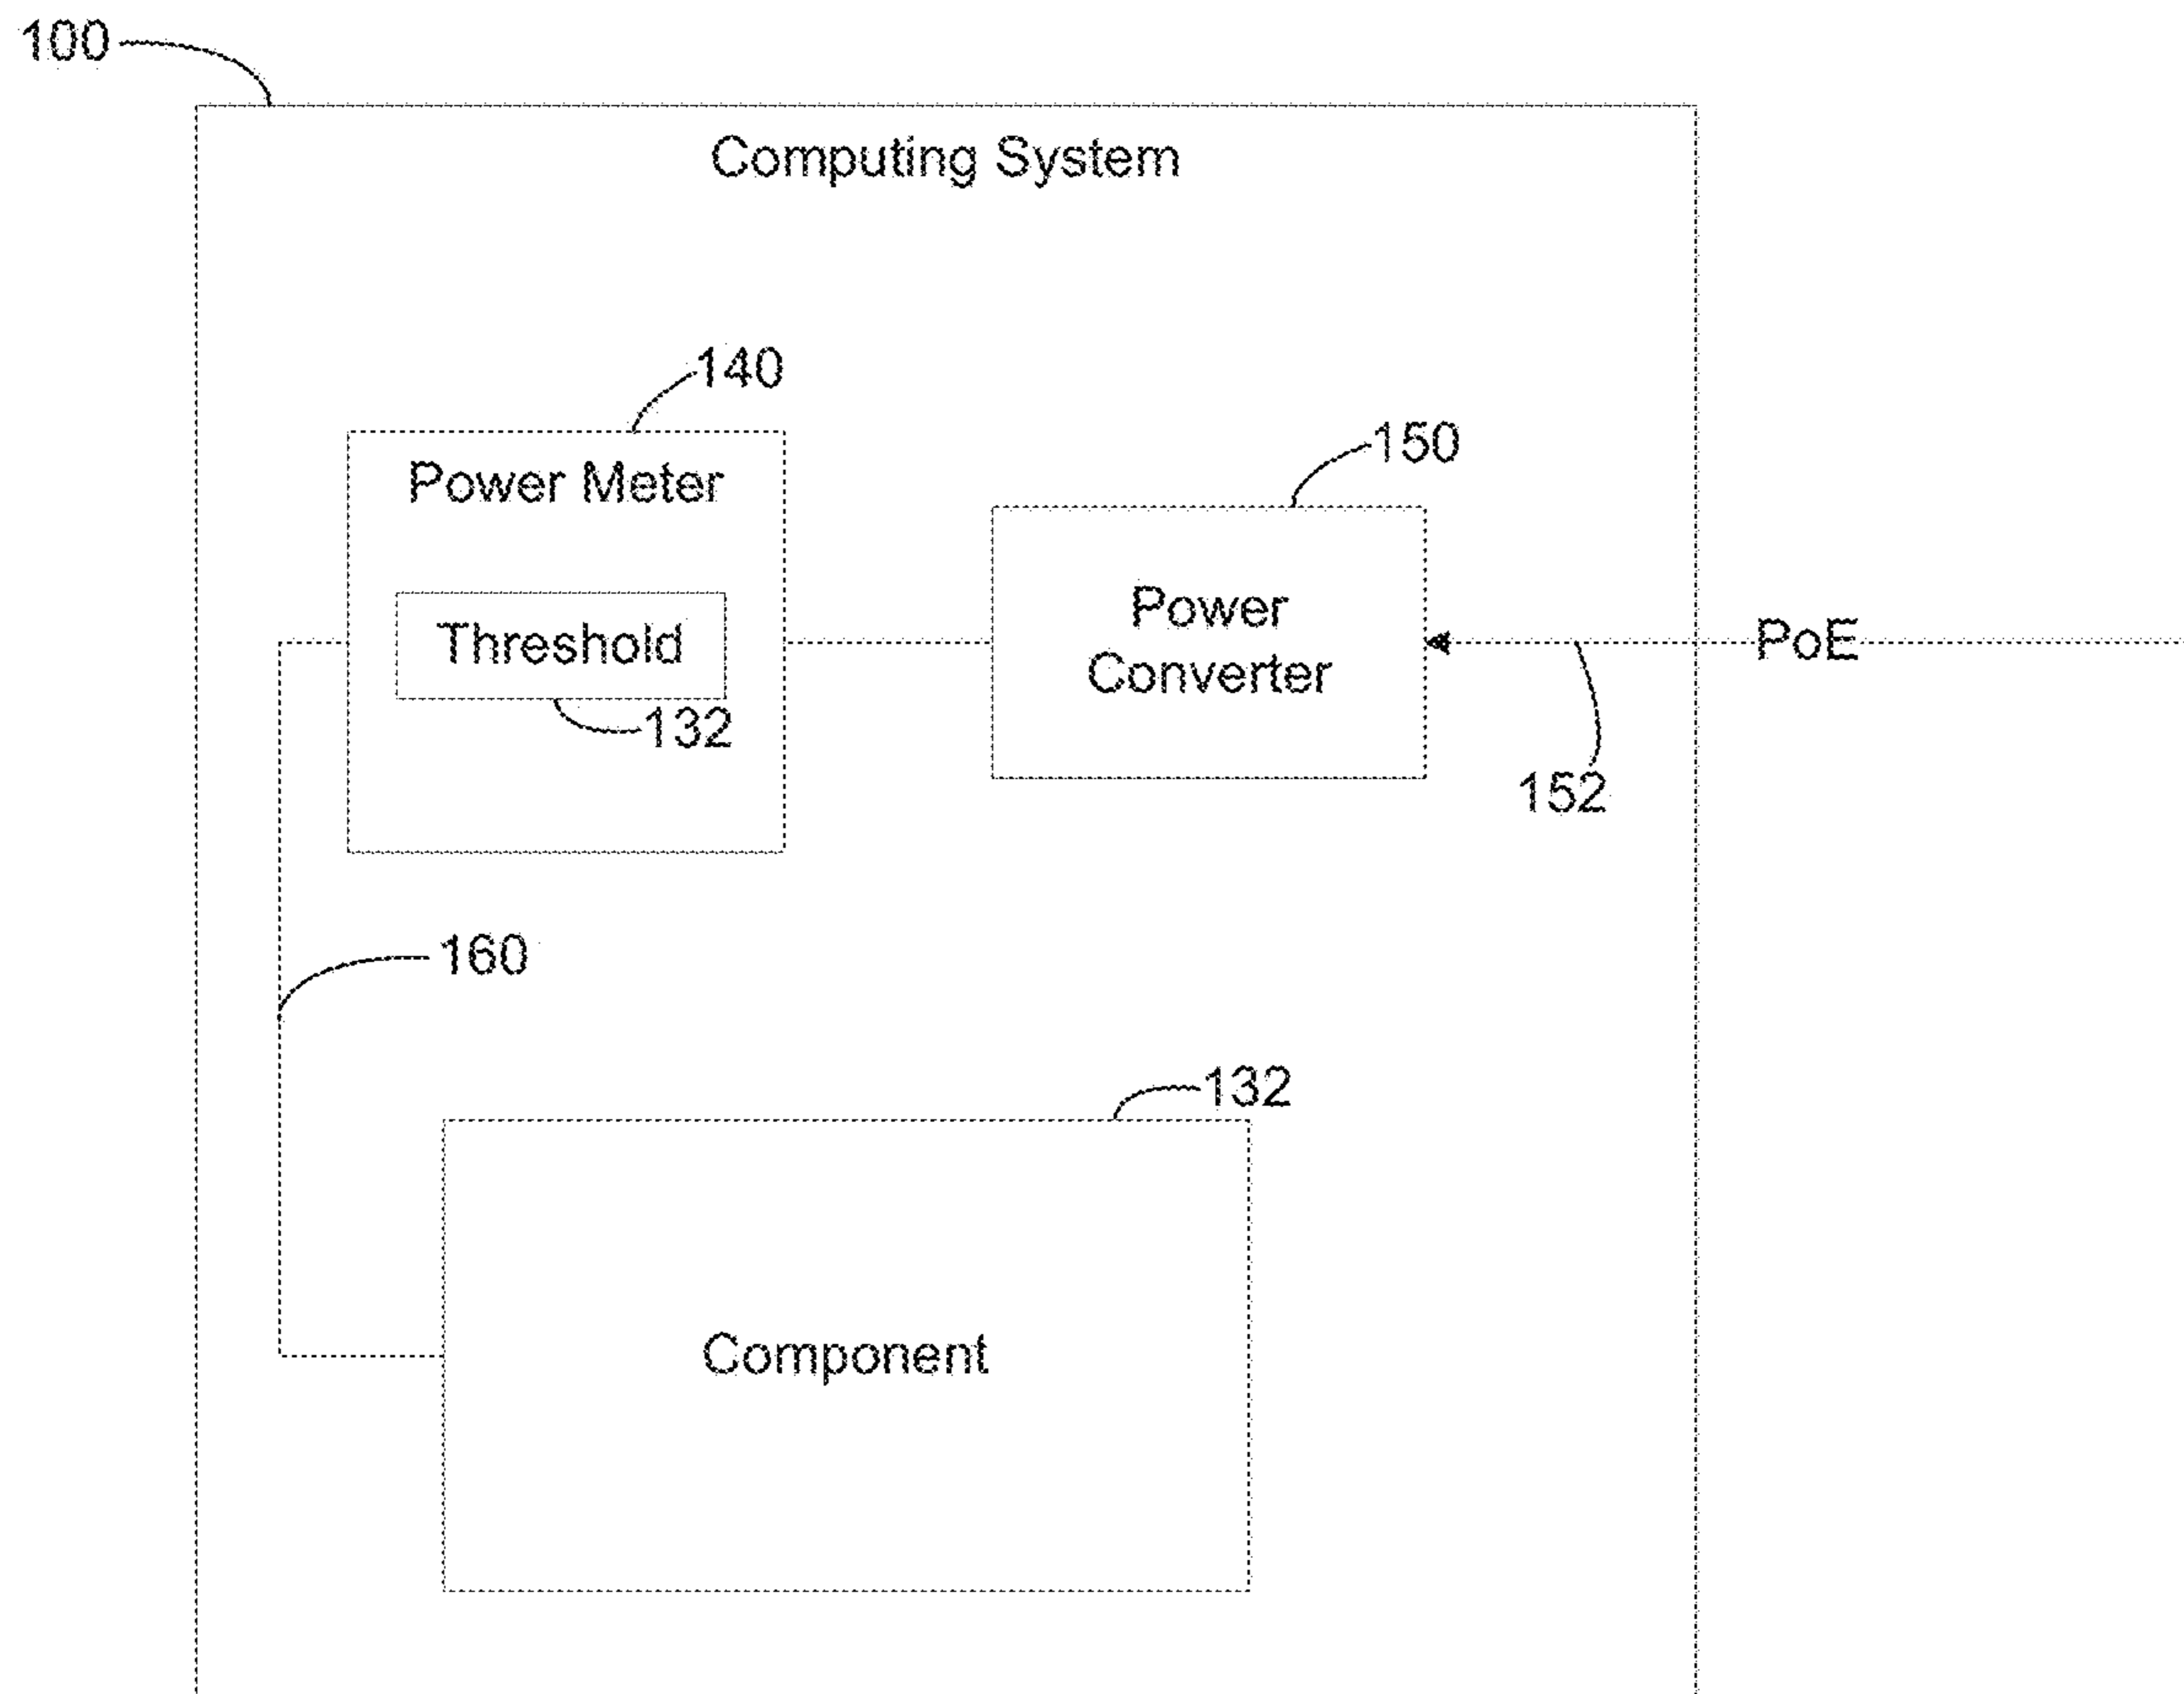 100
Computing System
140
Power Meter
150
Threshold
Power
Converter
PoE
132
152
160
132
Component